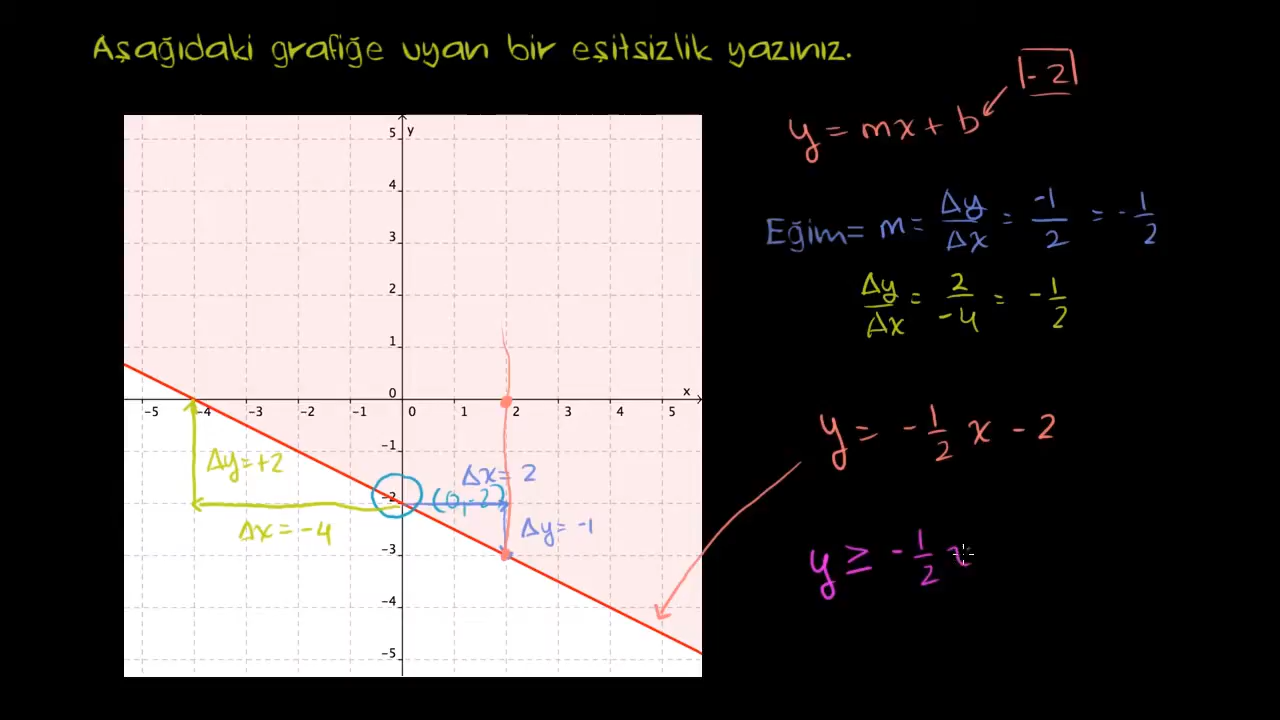 Aşağıdaki grafiğe uyan bir eşitsizlik yazınız.
-2
y = mx + b
Eğim = m = Δy/Δx = -1/2 = -1/2
Δy/Δx = 2/-4 = -1/2
y = -1/2 x - 2
y ≥ -1/2 x
y
5
4
3
2
1
0
-1
-2
-3
-4
-5
x
-5 -4 -3 -2 -1 0 1 2 3 4 5
Δy = +2
Δx = -4
Δx = 2
(0,-2)
Δy = -1